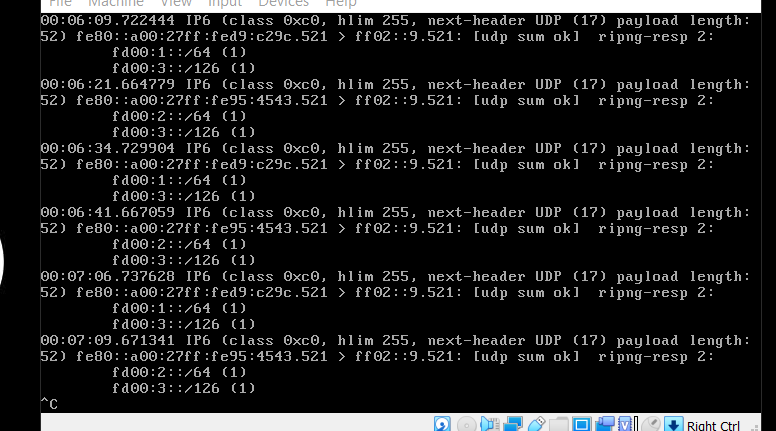 File Machine View Input Devices Help
00:06:09.722444 IP6 (class 0xc0, hlim 255, next-header UDP (17) payload length:
52) fe80::a00:27ff:fed9:c29c.521 > ff02::9.521: [udp sum ok]  ripng-resp 2:
        fd00:1::/64 (1)
        fd00:3::/126 (1)
00:06:21.664779 IP6 (class 0xc0, hlim 255, next-header UDP (17) payload length:
52) fe80::a00:27ff:fe95:4543.521 > ff02::9.521: [udp sum ok]  ripng-resp 2:
        fd00:2::/64 (1)
        fd00:3::/126 (1)
00:06:34.729904 IP6 (class 0xc0, hlim 255, next-header UDP (17) payload length:
52) fe80::a00:27ff:fed9:c29c.521 > ff02::9.521: [udp sum ok]  ripng-resp 2:
        fd00:1::/64 (1)
        fd00:3::/126 (1)
00:06:41.667059 IP6 (class 0xc0, hlim 255, next-header UDP (17) payload length:
52) fe80::a00:27ff:fe95:4543.521 > ff02::9.521: [udp sum ok]  ripng-resp 2:
        fd00:2::/64 (1)
        fd00:3::/126 (1)
00:07:06.737628 IP6 (class 0xc0, hlim 255, next-header UDP (17) payload length:
52) fe80::a00:27ff:fed9:c29c.521 > ff02::9.521: [udp sum ok]  ripng-resp 2:
        fd00:1::/64 (1)
        fd00:3::/126 (1)
00:07:09.671341 IP6 (class 0xc0, hlim 255, next-header UDP (17) payload length:
52) fe80::a00:27ff:fe95:4543.521 > ff02::9.521: [udp sum ok]  ripng-resp 2:
        fd00:2::/64 (1)
        fd00:3::/126 (1)
^C
Right Ctrl